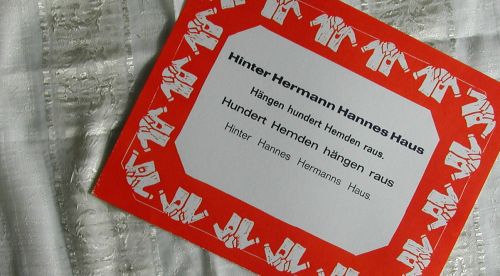 Hinter Hermann Hannes Haus
Hängen hundert Hemden raus.
Hundert Hemden hängen raus
Hinter Hannes Hermanns Haus.